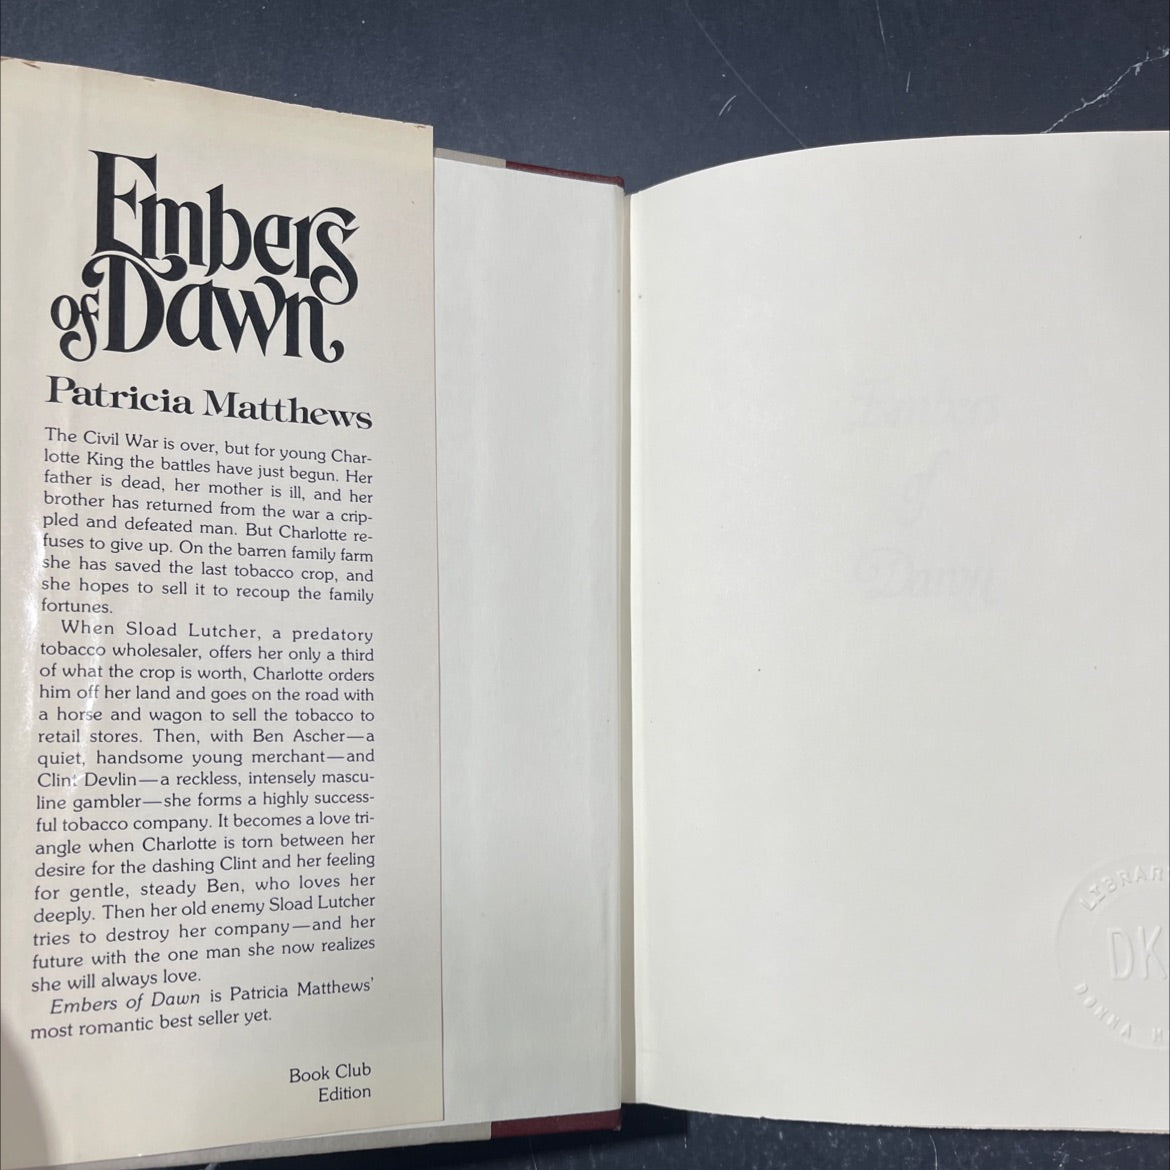 Embers
of Dawn
Patricia Matthews
The Civil War is over, but for young Char-
lotte King the battles have just begun. Her
father is dead, her mother is ill, and her
brother has returned from the war a crip-
pled and defeated man. But Charlotte re-
fuses to give up. On the barren family farm
she has saved the last tobacco crop, and
she hopes to sell it to recoup the family
fortunes.
When Sload Lutcher, a predatory
tobacco wholesaler, offers her only a third
of what the crop is worth, Charlotte orders
him off her land and goes on the road with
a horse and wagon to sell the tobacco to
retail stores. Then, with Ben Ascher—a
quiet, handsome young merchant—and
Clint Devlin—a reckless, intensely mascu-
line gambler—she forms a highly success-
ful tobacco company. It becomes a love tri-
angle when Charlotte is torn between her
desire for the dashing Clint and her feeling
for gentle, steady Ben, who loves her
deeply. Then her old enemy Sload Lutcher
tries to destroy her company—and her
future with the one man she now realizes
she will always love.
Embers of Dawn is Patricia Matthews'
most romantic best seller yet.
Book Club
Edition
DK
DONNA